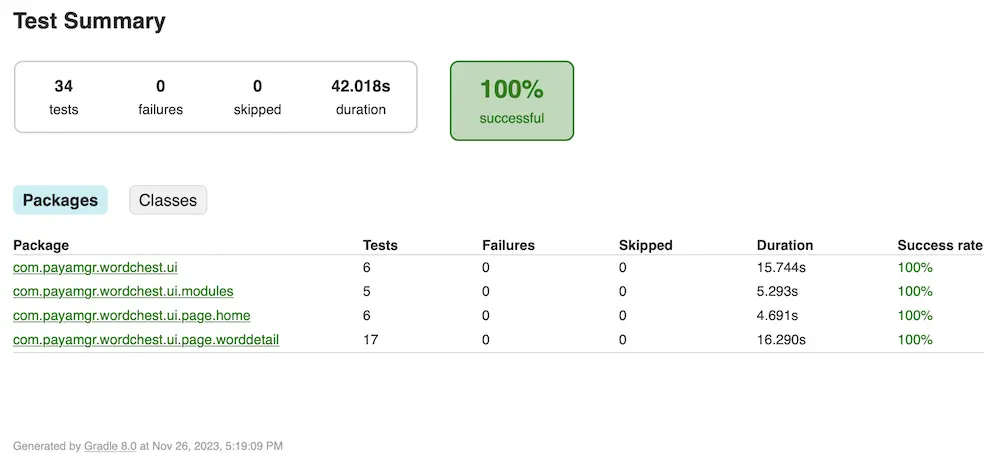 Test Summary
34 0 0 42.018s
tests failures skipped duration
100%
successful
Packages Classes
Package Tests Failures Skipped Duration Success rate
com.payamgr.wordchest.ui 6 0 0 15.744s 100%
com.payamgr.wordchest.ui.modules 5 0 0 5.293s 100%
com.payamgr.wordchest.ui.page.home 6 0 0 4.691s 100%
com.payamgr.wordchest.ui.page.worddetail 17 0 0 16.290s 100%
Generated by Gradle 8.0 at Nov 26, 2023, 5:19:09 PM